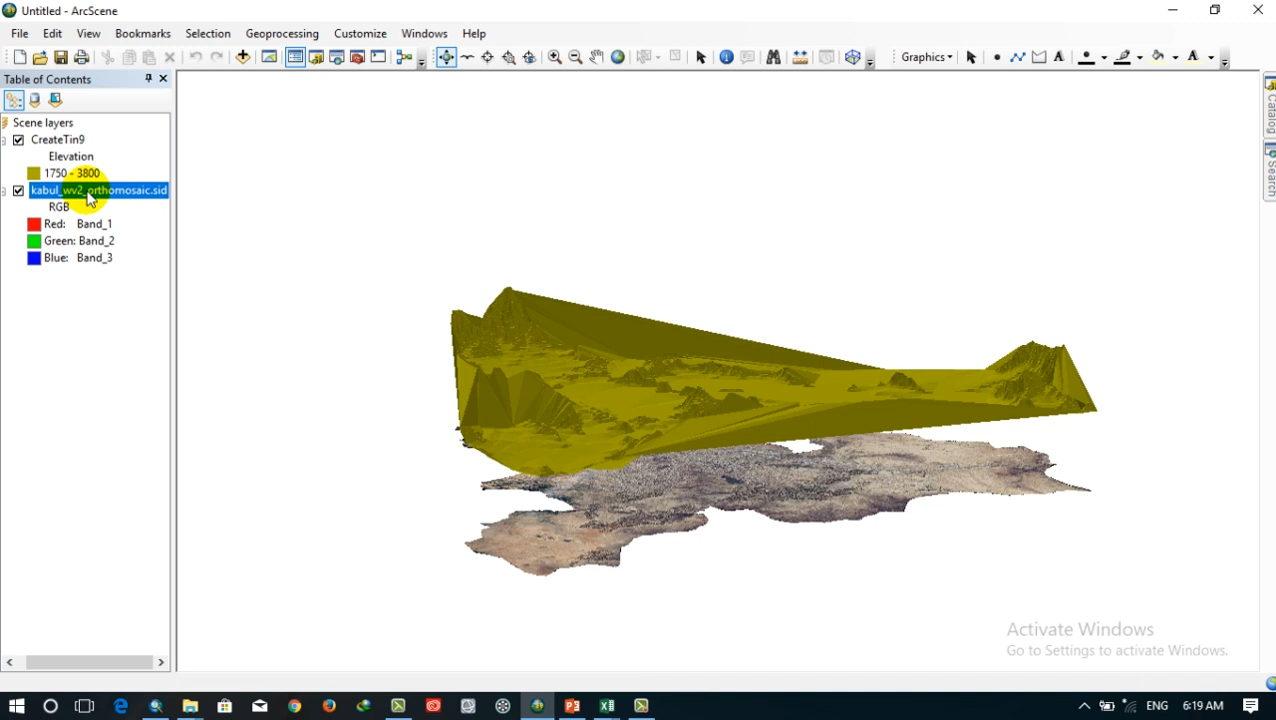 Untitled - ArcScene
File Edit View Bookmarks Selection Geoprocessing Customize Windows Help
Graphics
Table of Contents
Scene layers
CreateTin9
Elevation
1750 - 3800
kabul_wv2_orthomosaic.sid
RGB
Red: Band_1
Green: Band_2
Blue: Band_3
Catalog
Search
Activate Windows
Go to Settings to activate Windows.
ENG 6:19 AM